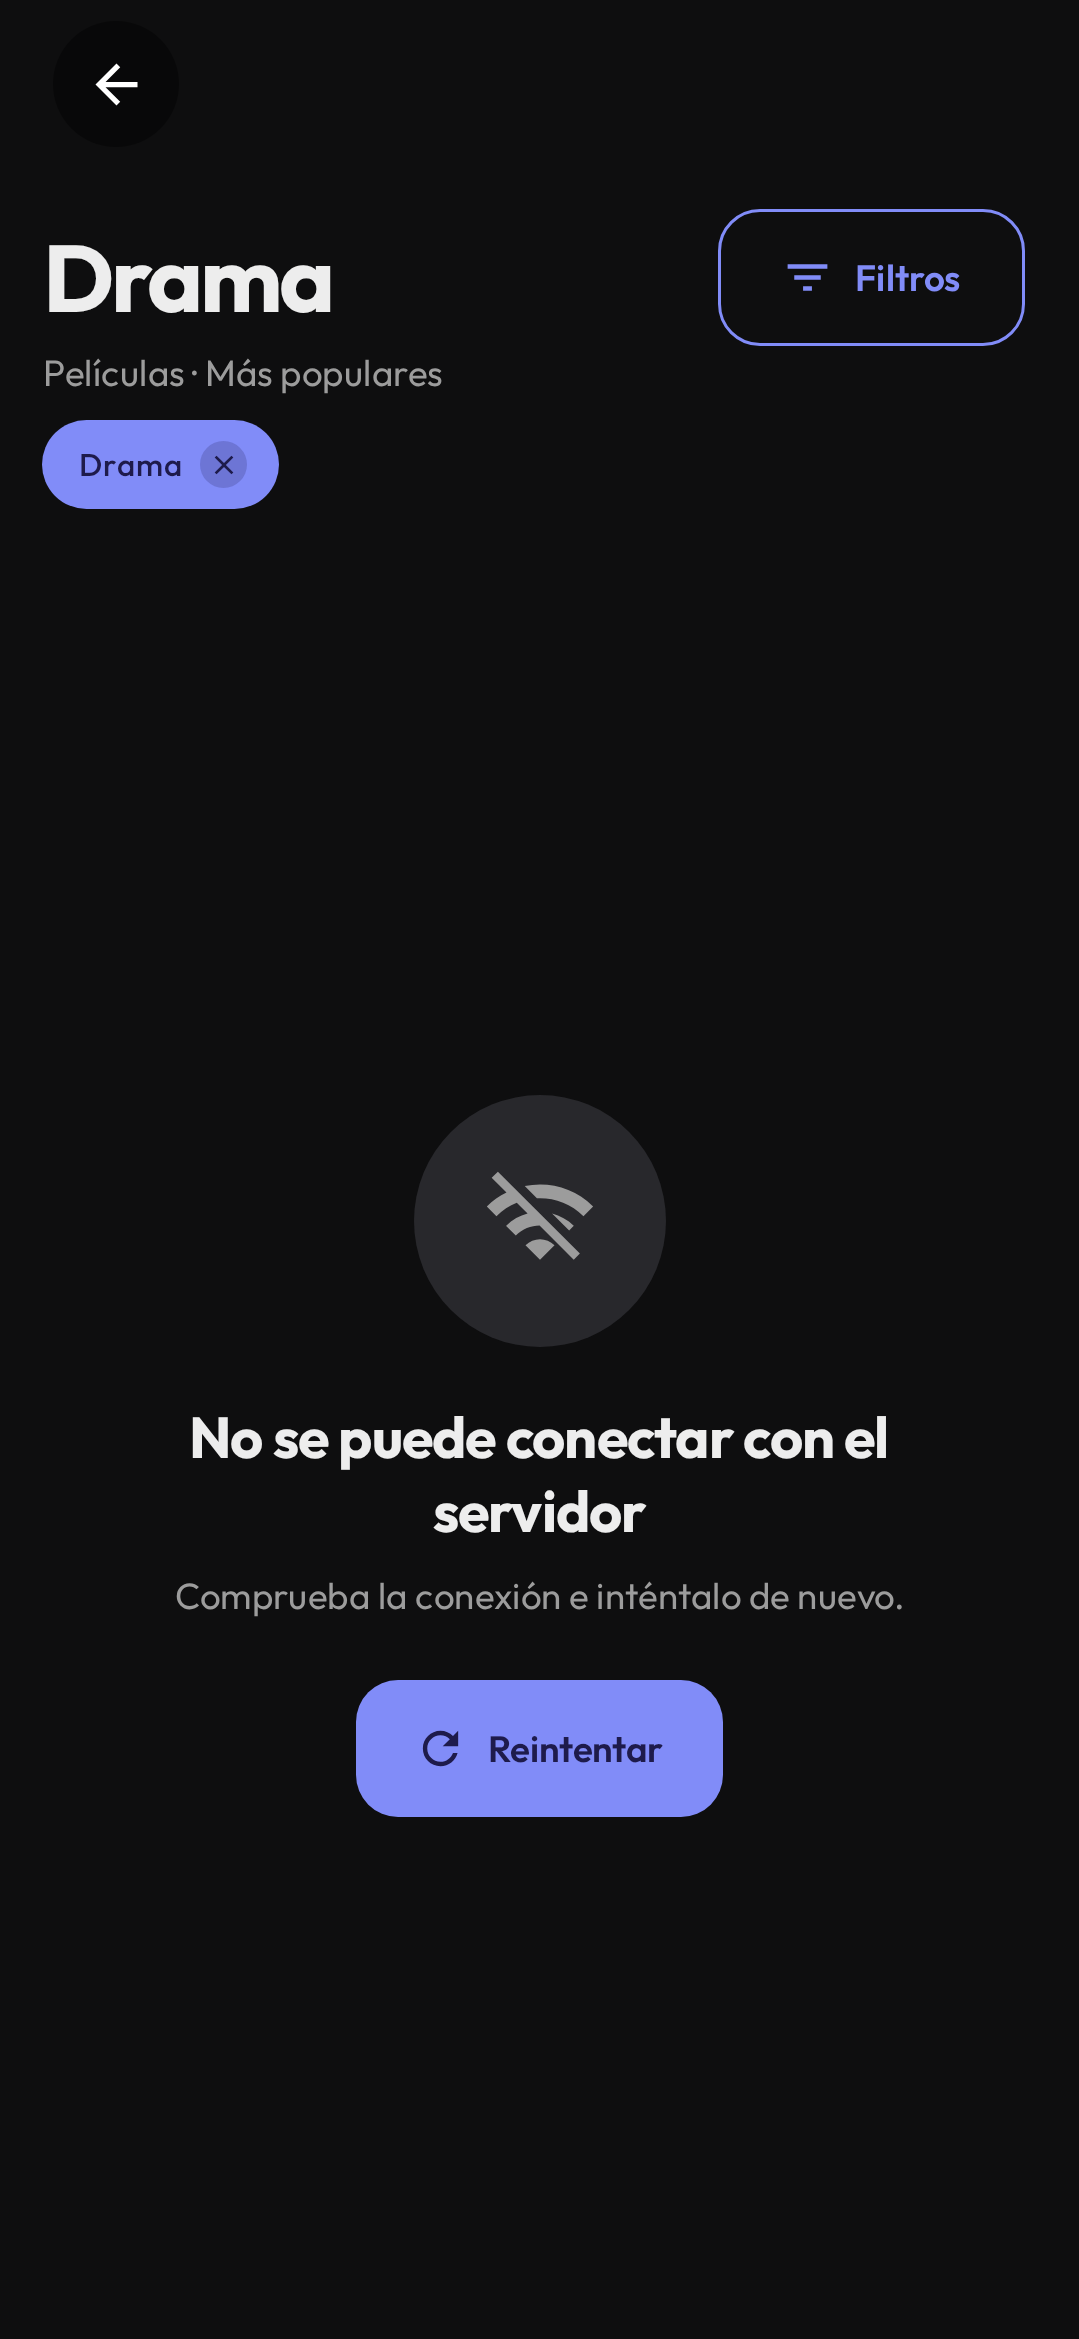 Drama
Filtros
Películas · Más populares
Drama
No se puede conectar con el
servidor
Comprueba la conexión e inténtalo de nuevo.
Reintentar